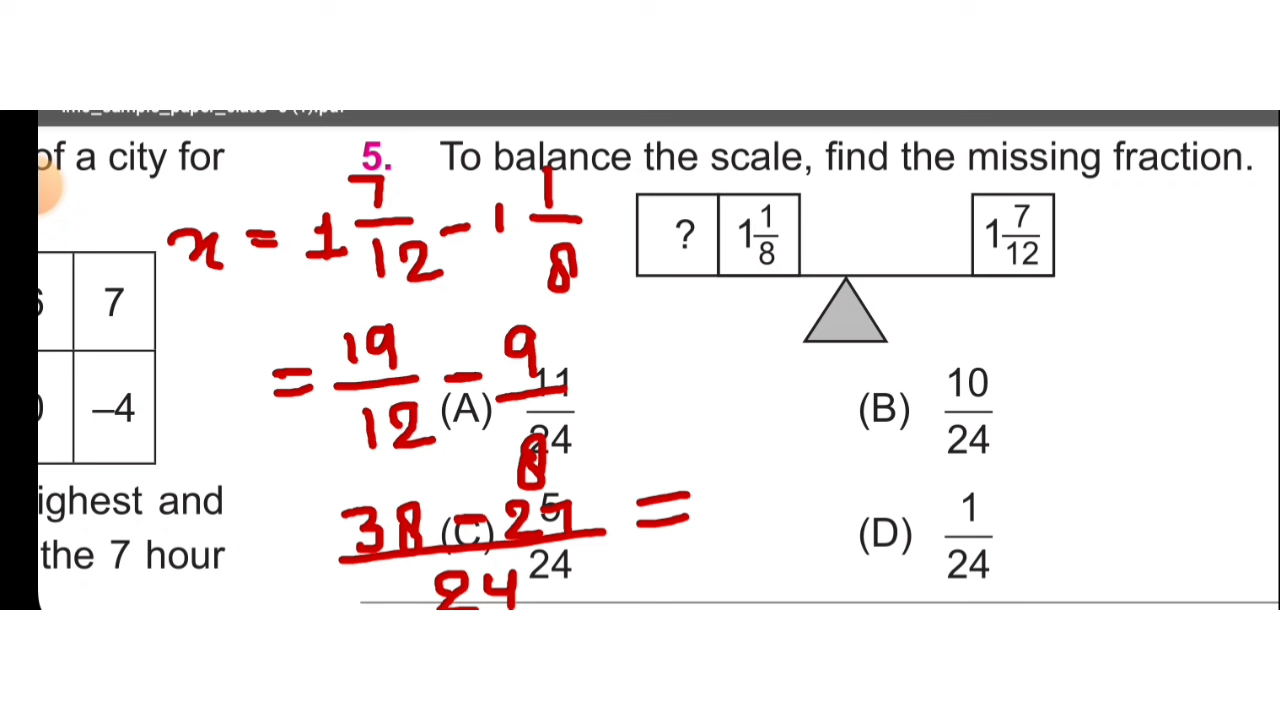 of a city for
5. To balance the scale, find the missing fraction.
x = 1 7/12 - 1 1/8
? 1 1/8 1 7/12
7
= 19/12 - 9/8
(A) 11/24 (B) 10/24
–4
ighest and
38 - 27/24 =
(C) 5/24 (D) 1/24
the 7 hour